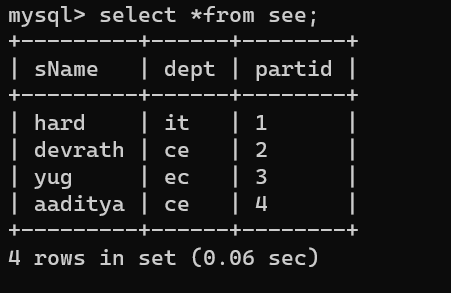 mysql> select *from see;
+---------+------+--------+
| sName   | dept | partid |
+---------+------+--------+
| hard    | it   | 1      |
| devrath | ce   | 2      |
| yug     | ec   | 3      |
| aaditya | ce   | 4      |
+---------+------+--------+
4 rows in set (0.06 sec)